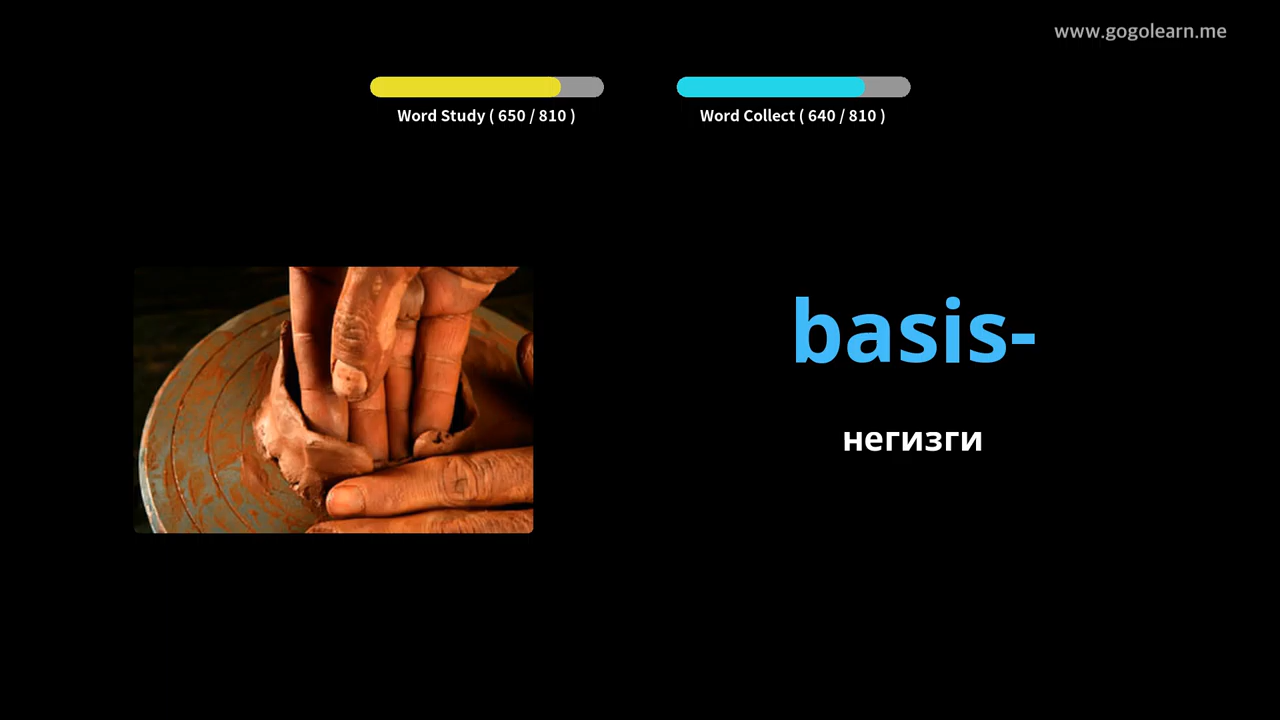 www.gogolearn.me
Word Study ( 650 / 810 )
Word Collect ( 640 / 810 )
basis-
негизги